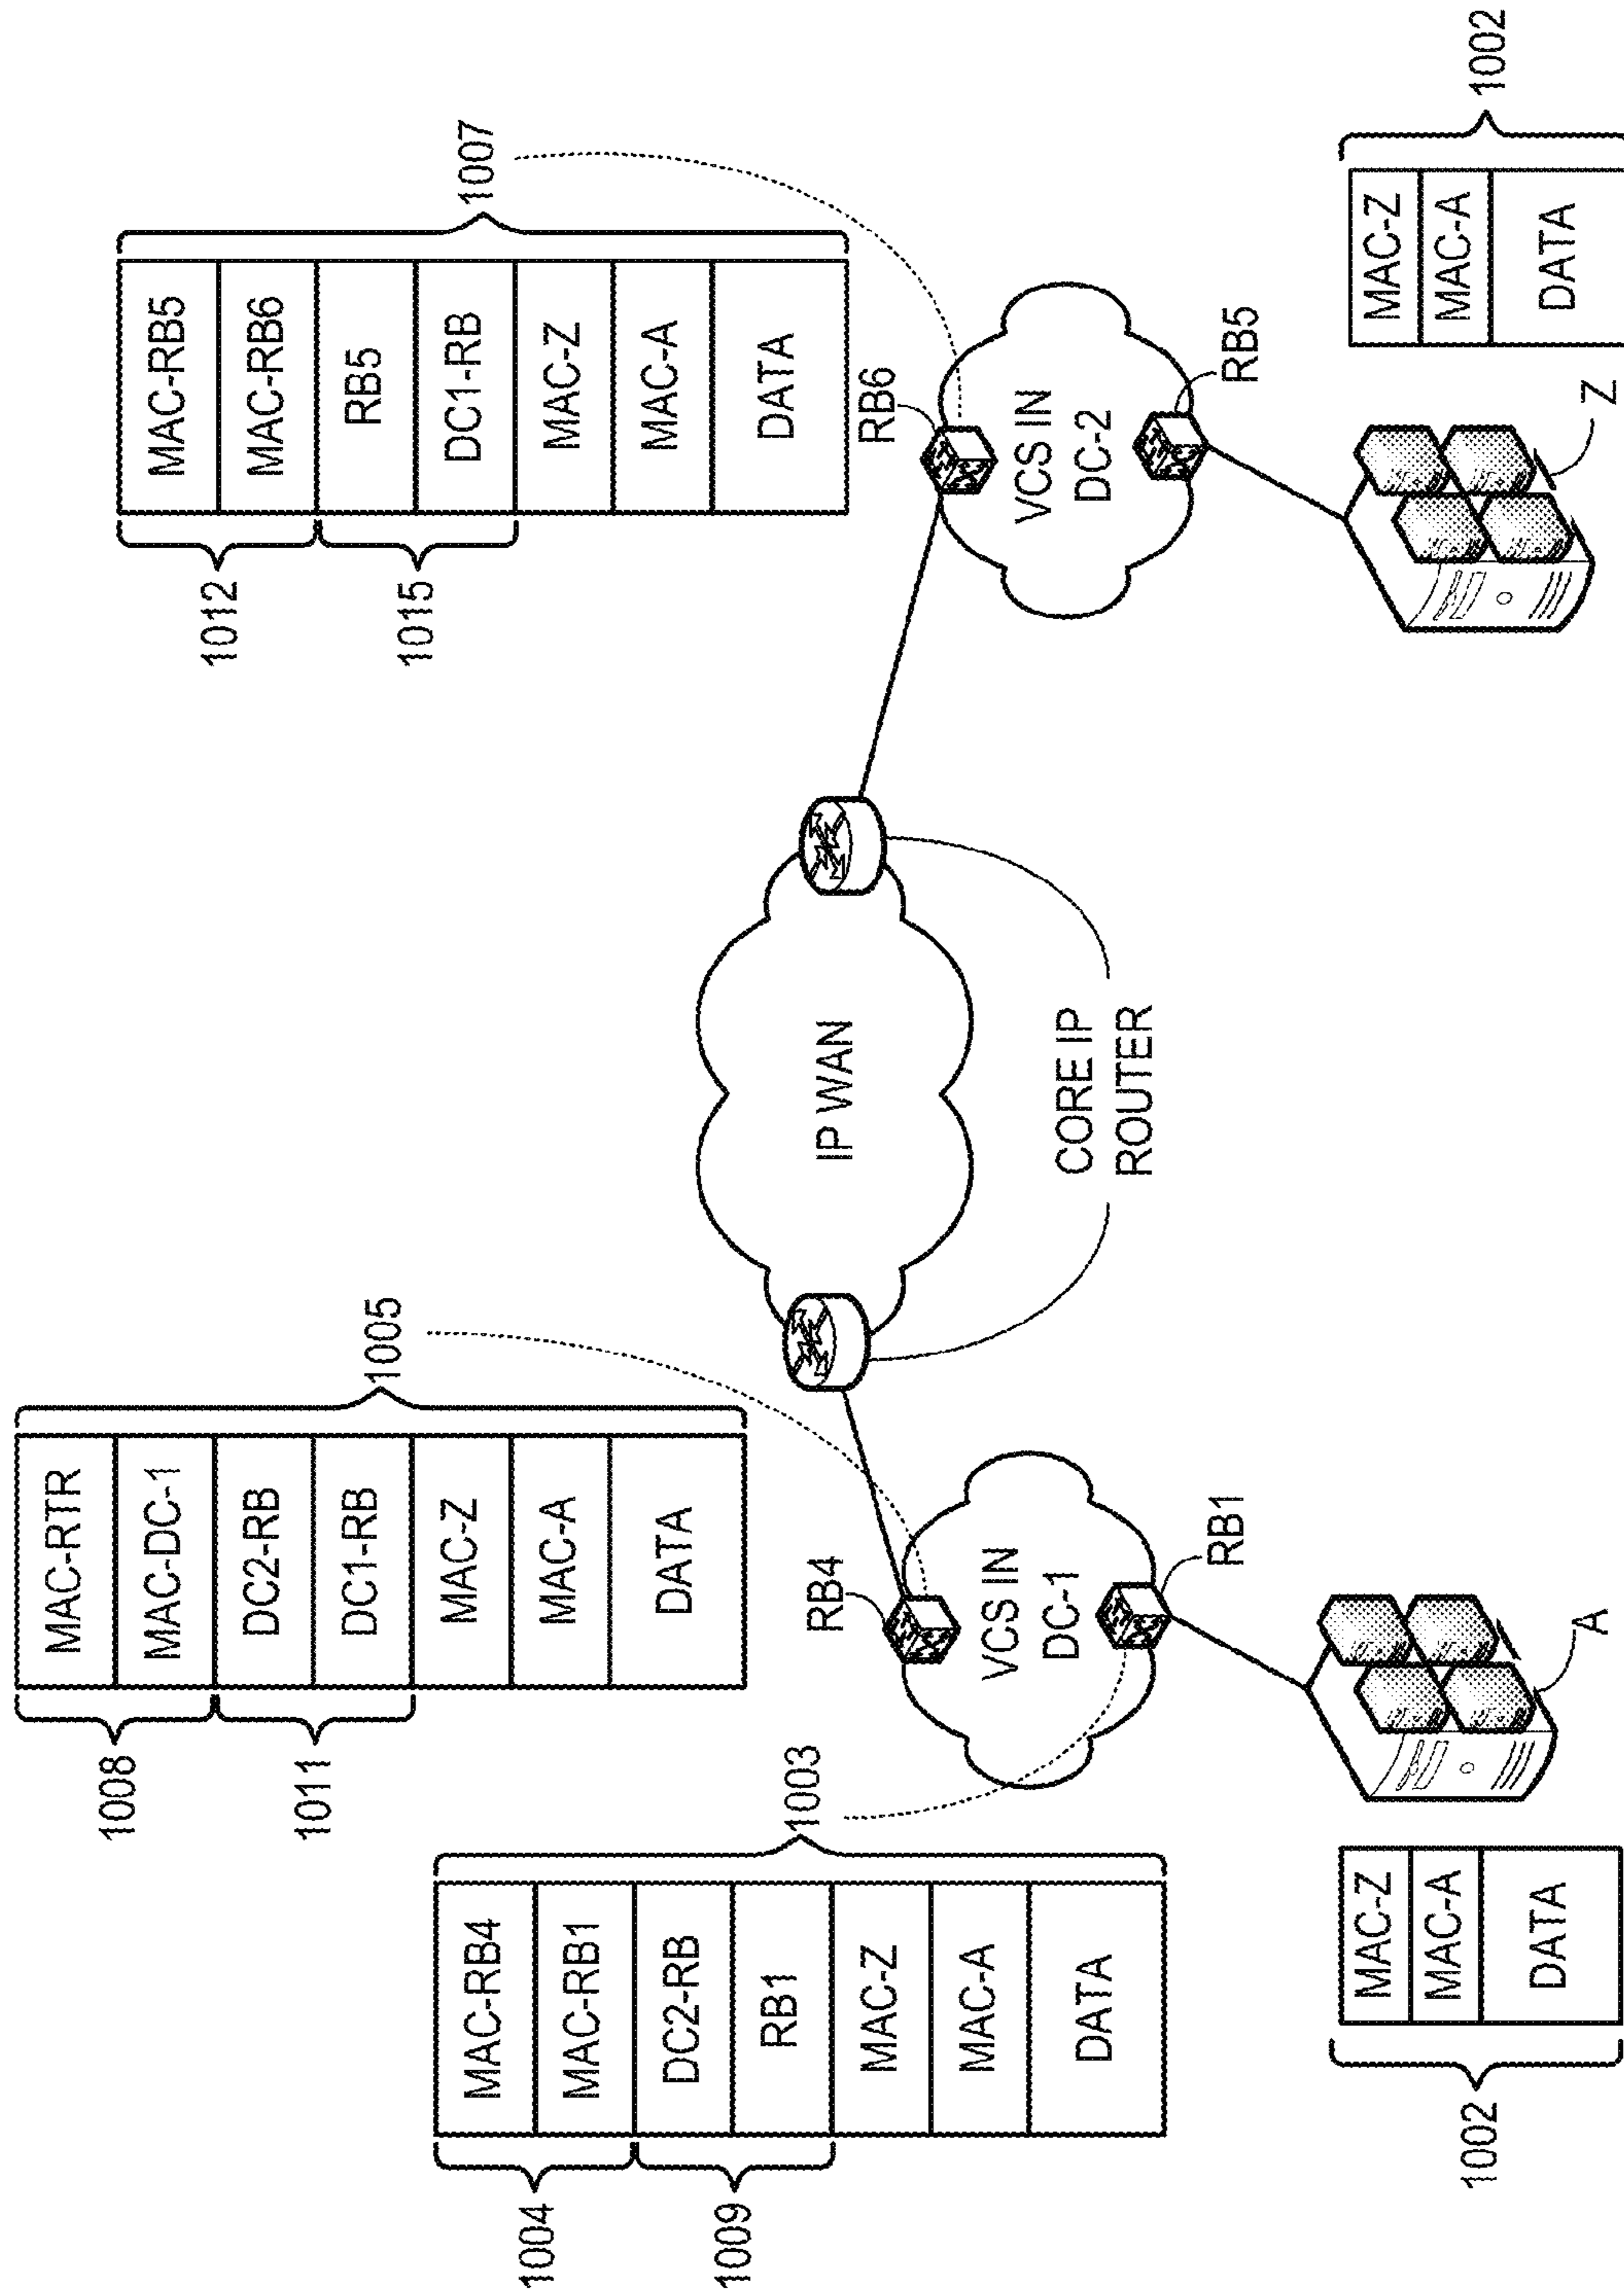 1008
1011
MAC-RTR
MAC-DC-1
DC2-RB
DC1-RB
MAC-Z
MAC-A
DATA
1005
1012
1015
MAC-RB5
MAC-RB6
RB5
DC1-RB
MAC-Z
MAC-A
DATA
1007
1004
1009
MAC-RB4
MAC-RB1
DC2-RB
RB1
MAC-Z
MAC-A
DATA
1003
RB4
VCS IN
DC-1
RB1
IP WAN
CORE IP
ROUTER
RB6
VCS IN
DC-2
RB5
1002
MAC-Z
MAC-A
DATA
A
Z
MAC-Z
MAC-A
DATA
1002